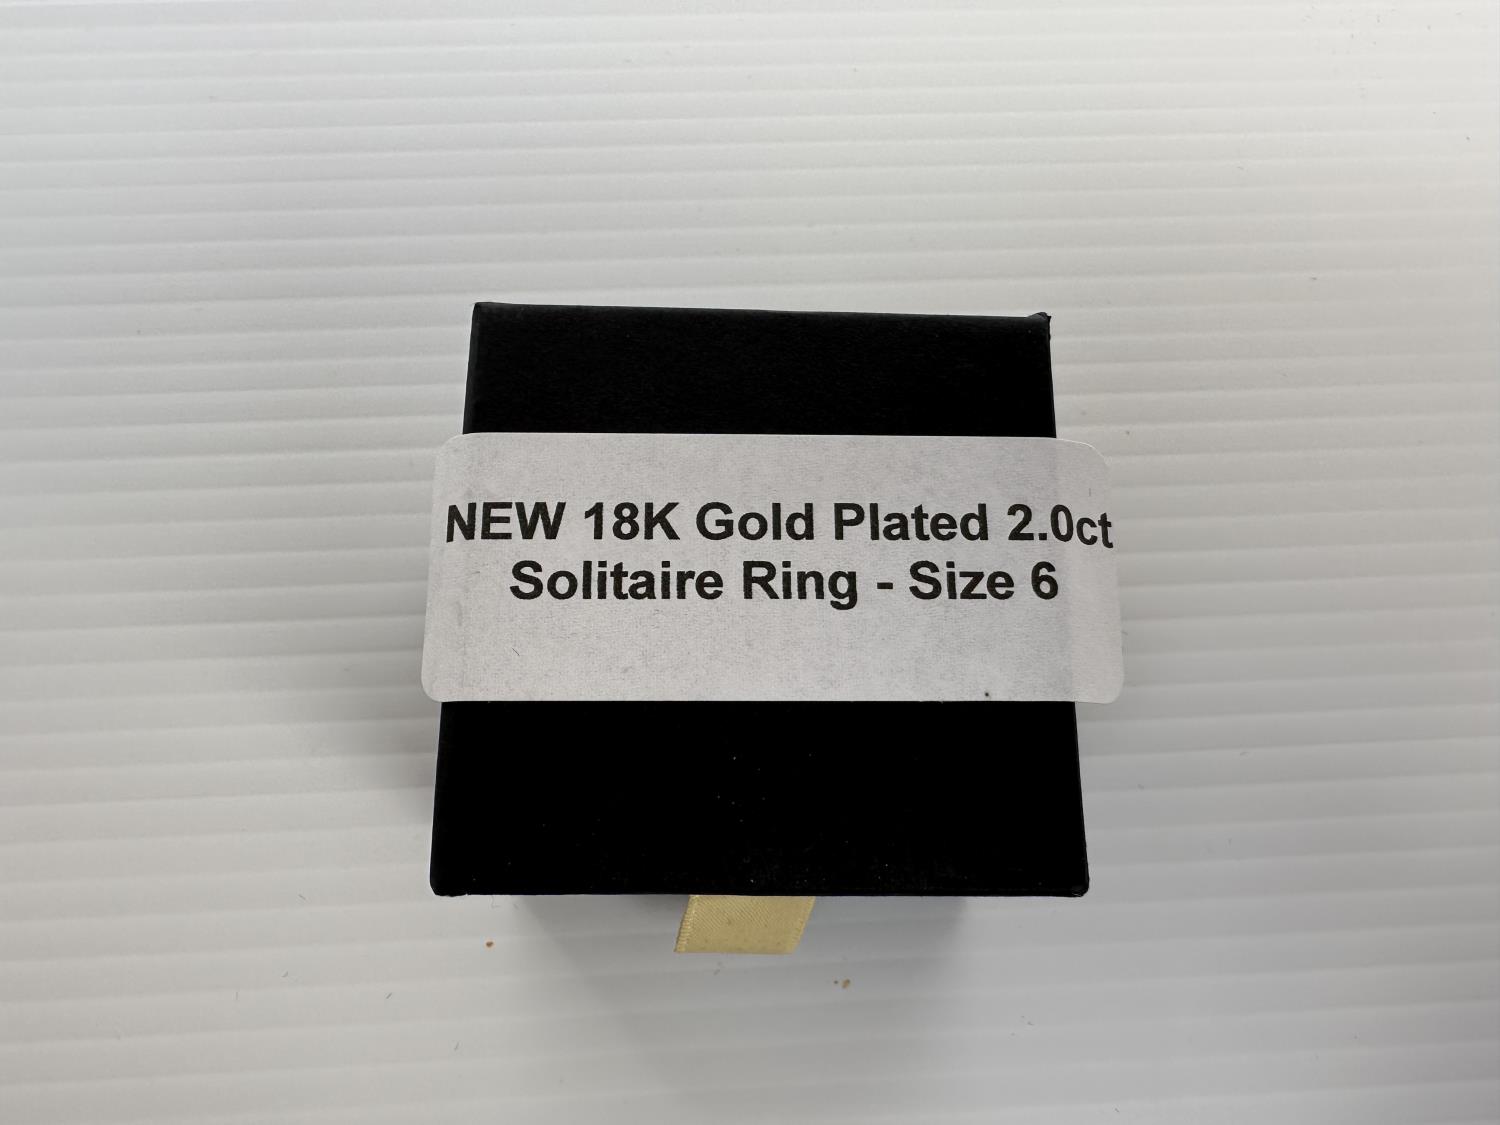 NEW 18K Gold Plated 2.0ct
Solitaire Ring - Size 6